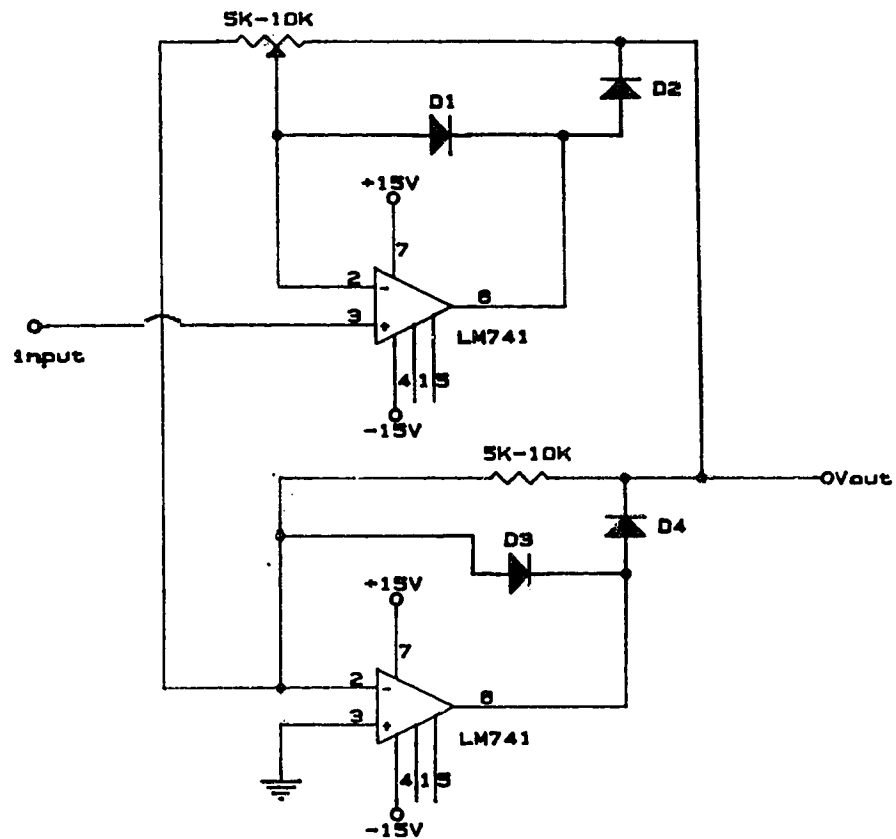 5K-10K
D1
D2
+15V
7
2
-
6
3
+
input
LM741
4 1 5
-15V
5K-10K
Vout
D3
D4
+15V
7
2
-
6
3
+
LM741
4 1 5
-15V